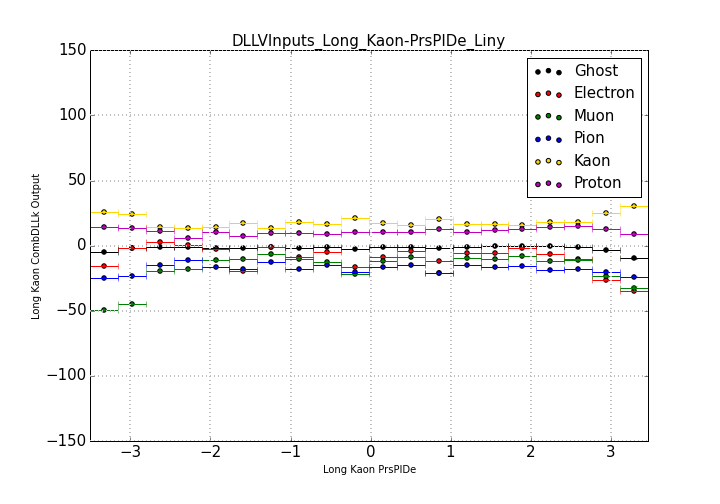 DLLVInputs_Long_Kaon-PrsPIDe_Liny
150
100
50
0
−50
−100
−150
Long Kaon CombDLLk Output
Ghost
Electron
Muon
Pion
Kaon
Proton
−3 −2 −1 0 1 2 3
Long Kaon PrsPIDe